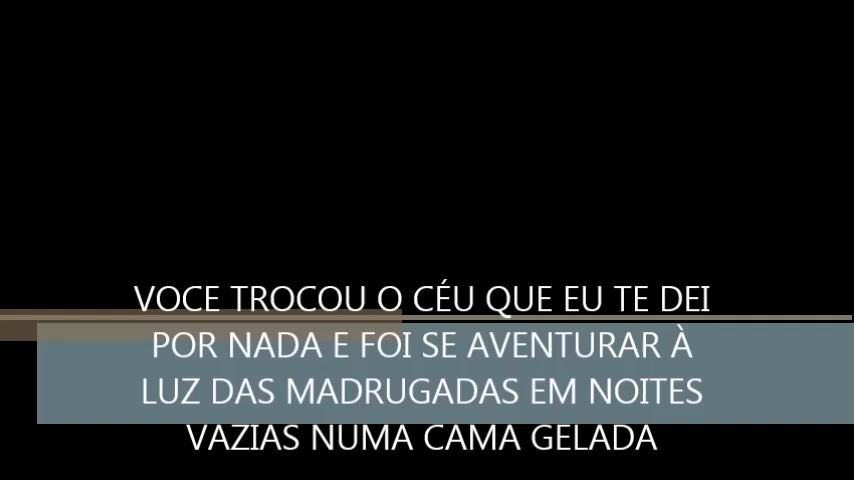 VOCE TROCOU O CÉU QUE EU TE DEI
POR NADA E FOI SE AVENTURAR À
LUZ DAS MADRUGADAS EM NOITES
VAZIAS NUMA CAMA GELADA